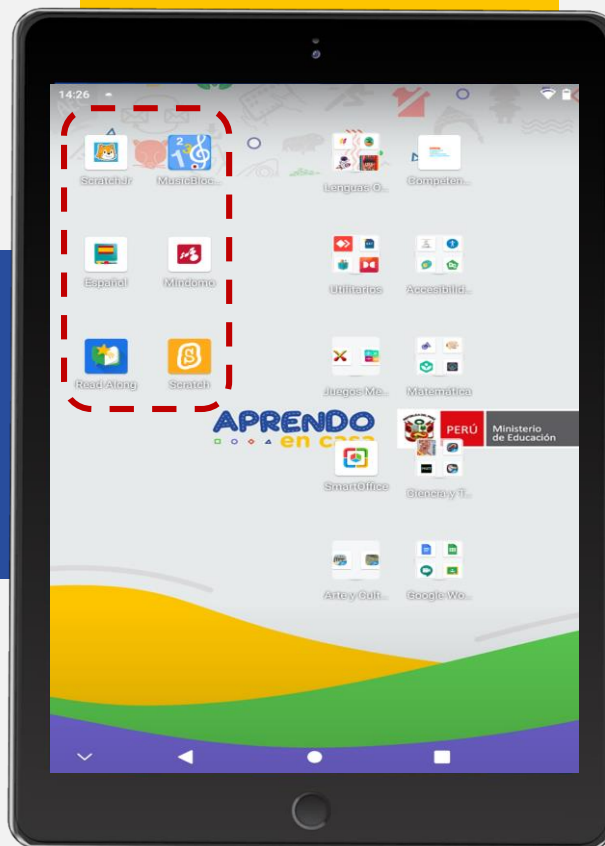 14:26
ScratchJr
MusicBloc...
Lenguas O...
Competen...
Español
Mindomo
Utilitarios
Accesibilid...
Read Along
Scratch
Juegos Me...
Matemática
APRENDO
en casa
PERÚ
Ministerio
de Educación
SmartOffice
Ciencia y T...
Arte y Cult...
Google Wo...